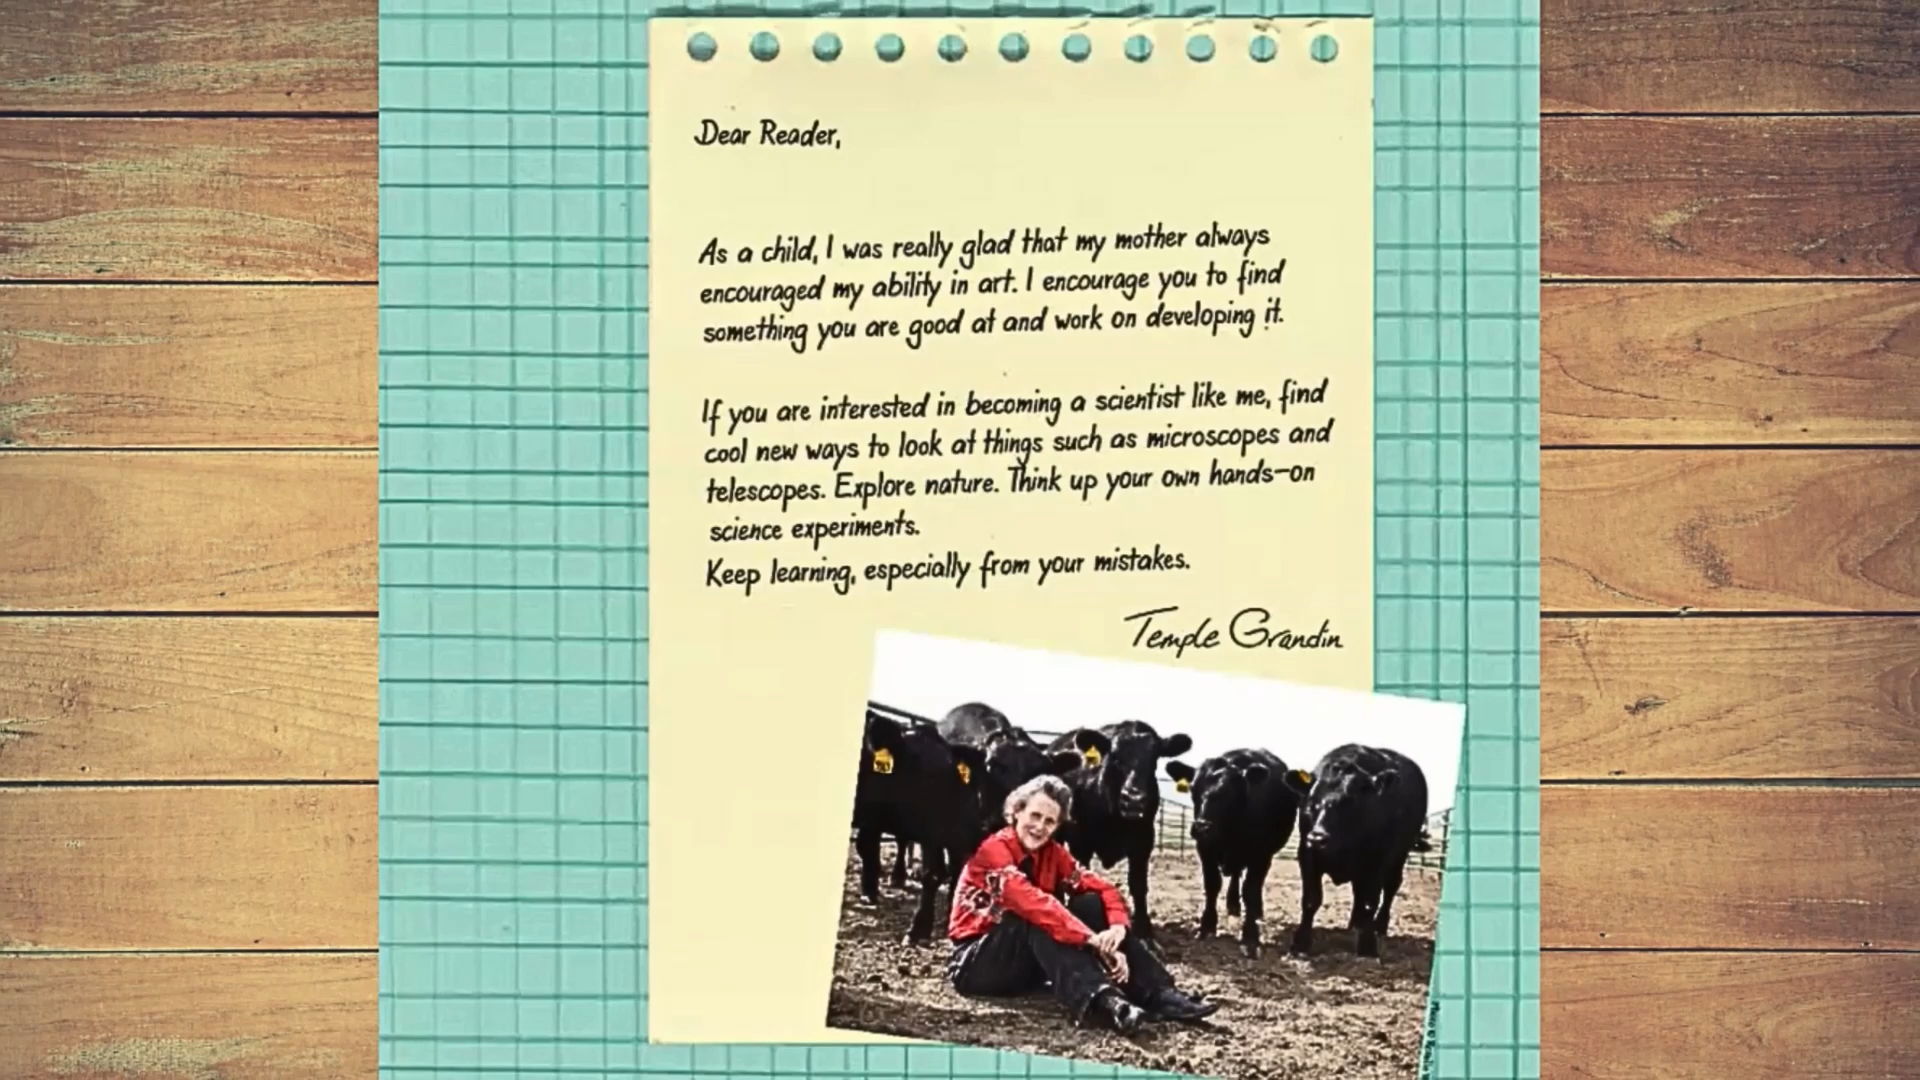 Dear Reader,
As a child, I was really glad that my mother always
encouraged my ability in art. I encourage you to find
something you are good at and work on developing it.
If you are interested in becoming a scientist like me, find
cool new ways to look at things such as microscopes and
telescopes. Explore nature. Think up your own hands-on
science experiments.
Keep learning, especially from your mistakes.
Temple Grandin